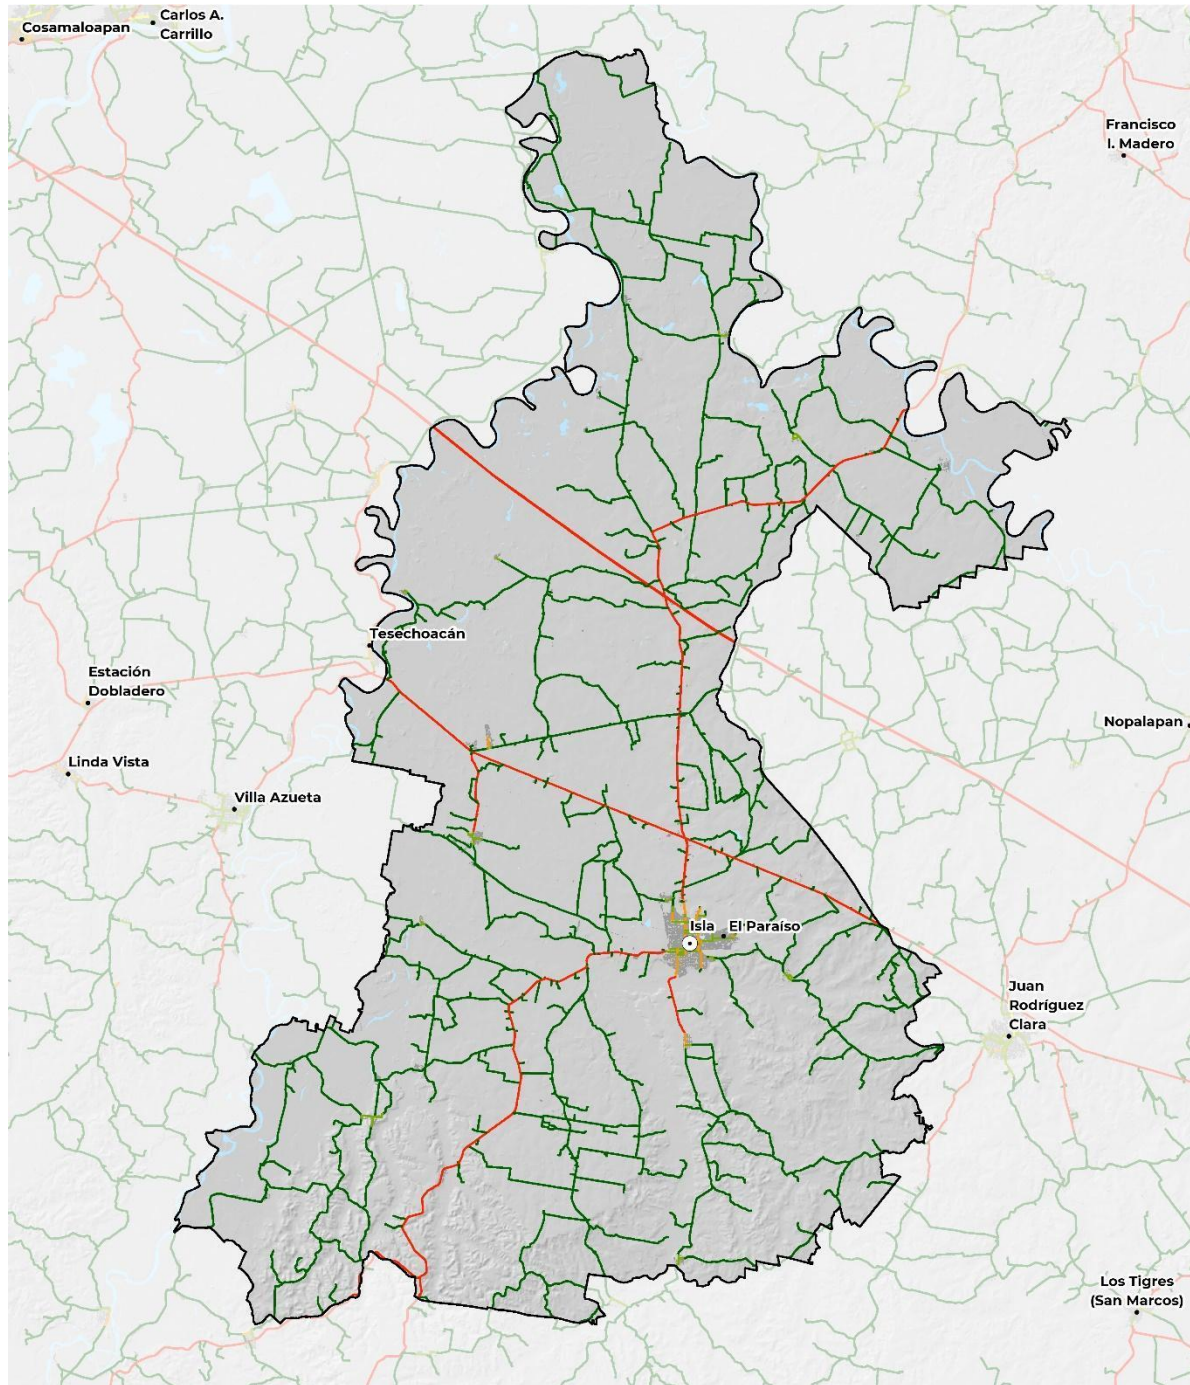 Cosamaloapan
Carlos A.
Carrillo
Francisco
I. Madero
Tesechoacán
Estación
Dobladero
Nopalapan
Linda Vista
Villa Azueta
Isla
El Paraíso
Juan
Rodríguez
Clara
Los Tigres
(San Marcos)